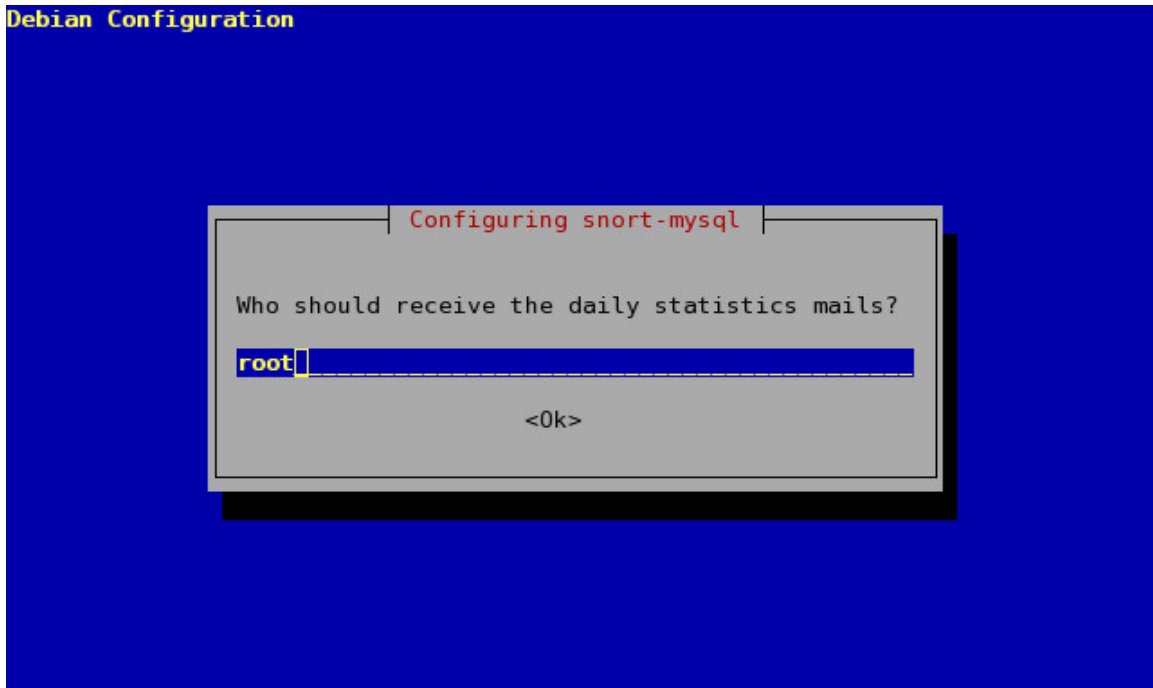 Debian Configuration
Configuring snort-mysql
Who should receive the daily statistics mails?
root
<Ok>